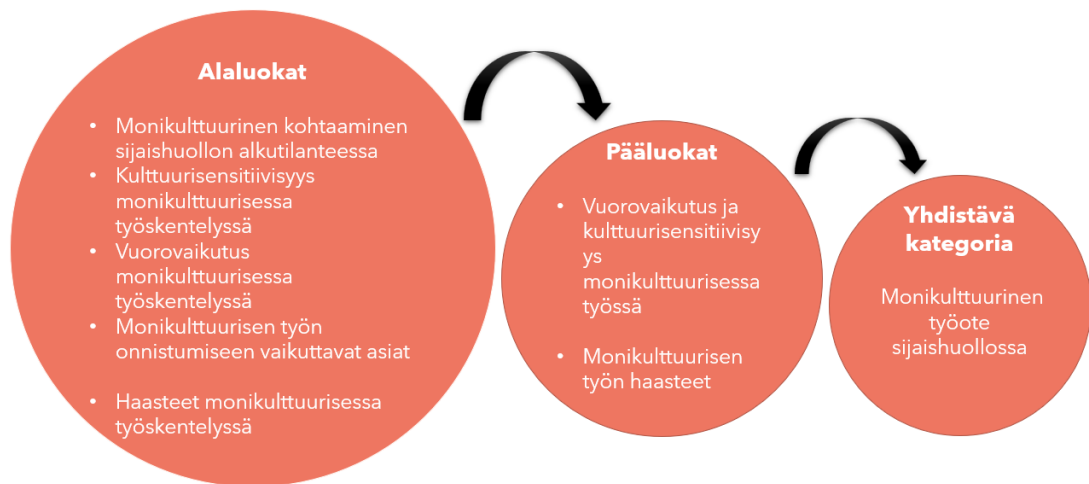 Alaluokat
• Monikulttuurinen kohtaaminen
sijaishuollon alkutilanteessa
• Kulttuurisensitiivisyys
monikulttuurisessa
työskentelyssä
• Vuorovaikutus
monikulttuurisessa
työskentelyssä
• Monikulttuurisen työn
onnistumiseen vaikuttavat asiat
• Haasteet monikulttuurisessa
työskentelyssä
Pääluokat
• Vuorovaikutus ja
kulttuurisensitiivisy
ys
monikulttuurisessa
työssä
• Monikulttuurisen
työn haasteet
Yhdistävä
kategoria
Monikulttuurinen
työote
sijaishuollossa